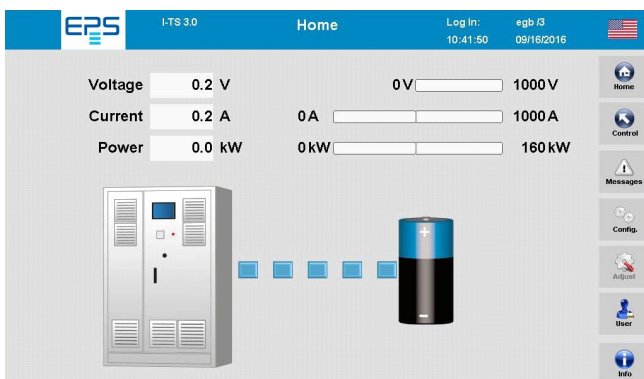 EPS
I-TS 3.0
Home
Log In: egb /3
10:41:50 09/16/2016
Voltage 0.2 V
0 V 1000 V
Current 0.2 A
0 A 1000 A
Power 0.0 kW
0 kW 160 kW
+
-
Home
Control
Messages
Config.
Adjust
User
Info